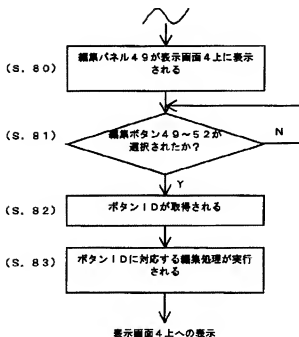 (S. 80)
編集パネル49が表示画面4上に表示
される
(S. 81)
編集ボタン49~52が
選択されたか?
N
Y
(S. 82)
ボタンIDが取得される
(S. 83)
ボタンIDに対応する編集処理が実行
される
表示画面4上への表示